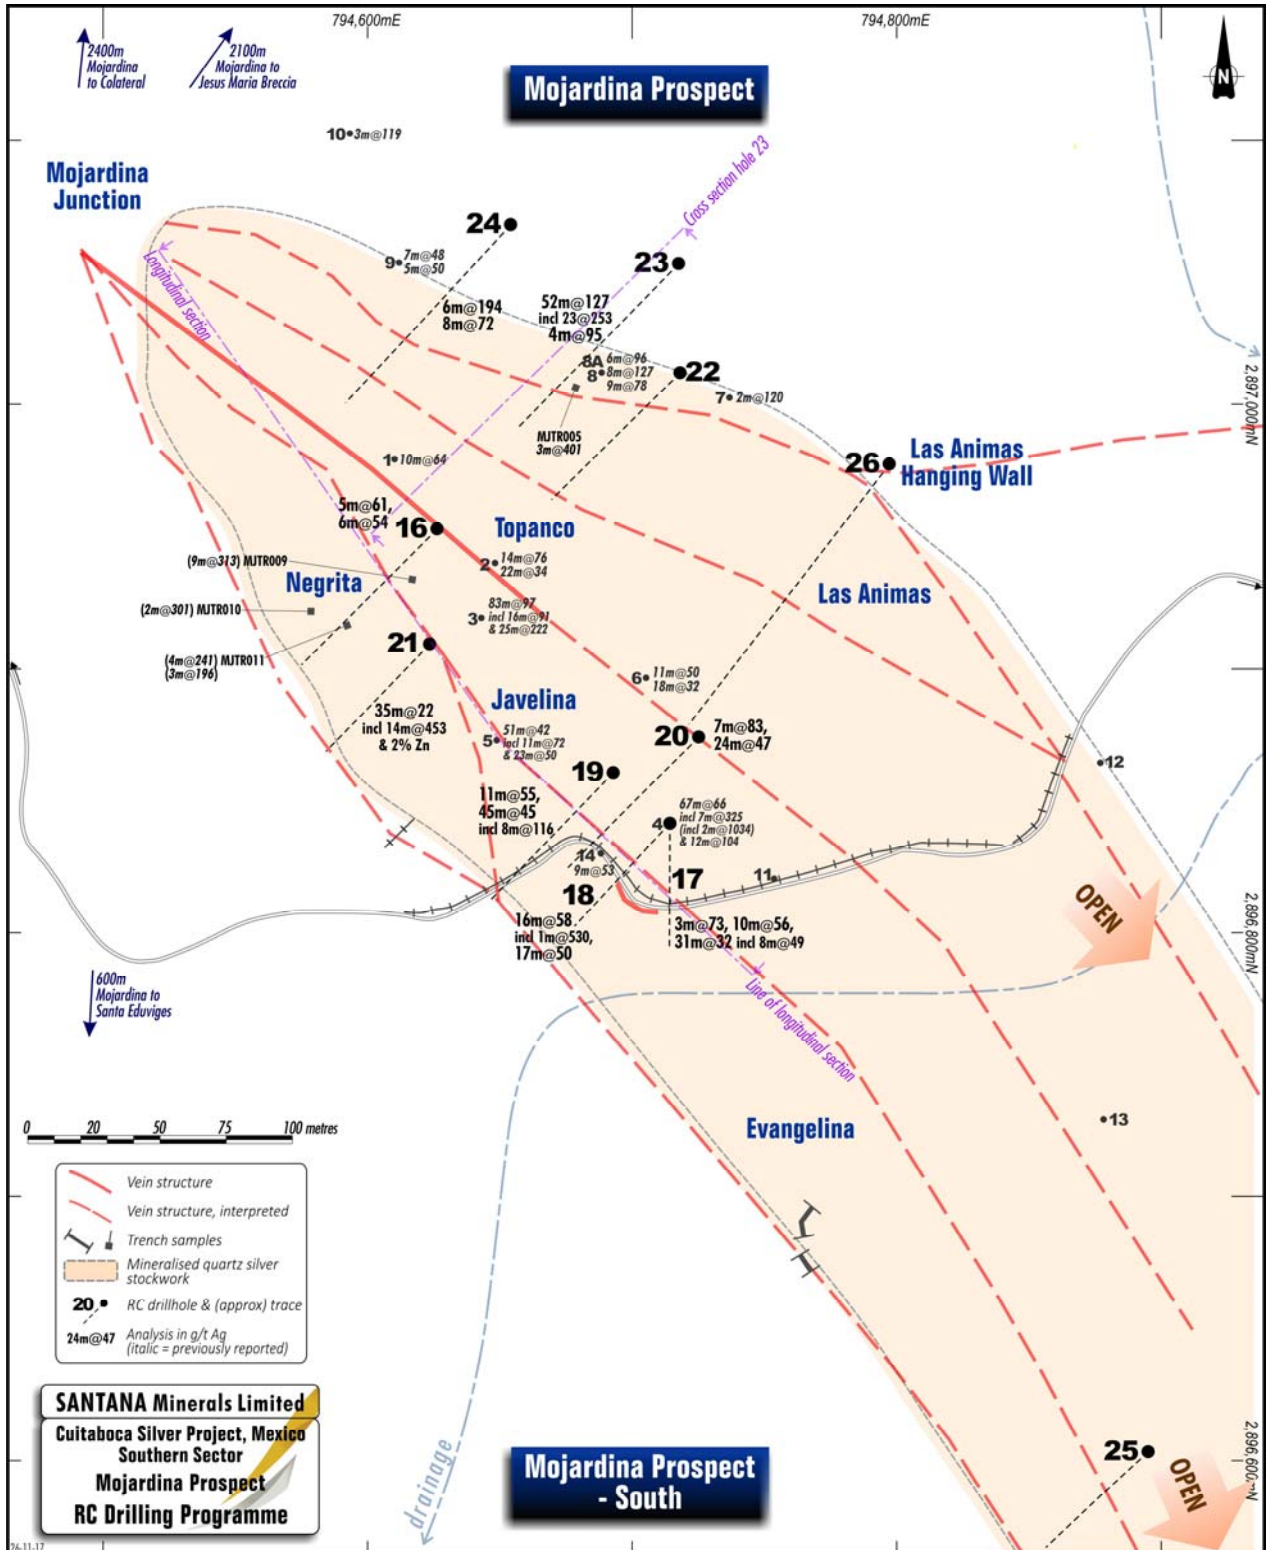 794,600mE
794,800mE
2400m
Mojardina
to Colateral
2100m
Mojardina to
Jesus Maria Breccia
Mojardina Prospect
N
10 3m@119
Mojardina
Junction
Cross section hole 23
24
9 7m@48
5m@50
23
Longitudinal section
6m@194
8m@72
52m@127
incl 23@253
4m@95
8A 6m@96
8 8m@127
9m@78
22
7 2m@120
2,897,000mN
MJTR005
3m@401
1 10m@64
26
Las Animas
Hanging Wall
5m@61,
6m@54
16
Topanco
2 14m@76
22m@34
(9m@313) MJTR009
Negrita
Las Animas
(2m@301) MJTR010
83m@97
3 incl 16m@91
& 25m@222
21
(4m@241) MJTR011
(3m@196)
6 11m@50
18m@32
Javelina
35m@22
incl 14m@453
& 2% Zn
51m@42
5 incl 11m@72
& 23m@50
20
7m@83,
24m@47
12
19
11m@55,
45m@45
incl 8m@116
67m@66
4 incl 7m@325
(incl 2m@1034)
& 12m@104
14
9m@53
11
17
18
OPEN
16m@58
incl 1m@530,
17m@50
3m@73, 10m@56,
31m@32 incl 8m@49
2,896,800mN
600m
Mojardina to
Santa Eduviges
Line of longitudinal section
Evangelina
13
0 20 50 75 100 metres
Vein structure
Vein structure, interpreted
Trench samples
Mineralised quartz silver
stockwork
20 RC drillhole & (approx) trace
24m@47 Analysis in g/t Ag
(italic = previously reported)
SANTANA Minerals Limited
Cuitaboca Silver Project, Mexico
Southern Sector
Mojardina Prospect
RC Drilling Programme
drainage
Mojardina Prospect
- South
25
OPEN
2,896,600mN
26-11-17